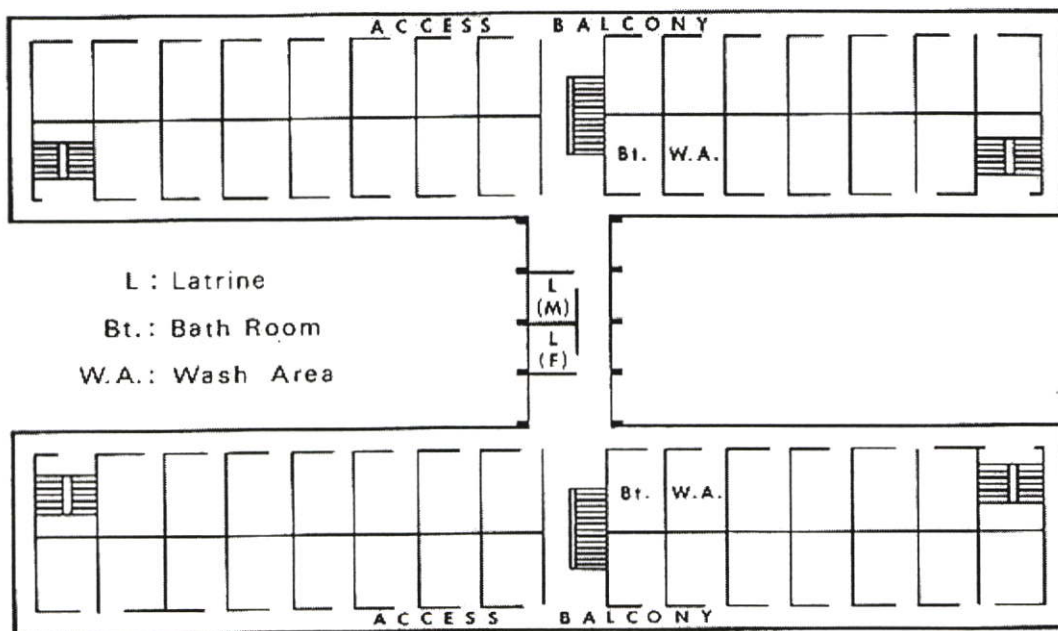 ACCESS BALCONY
Bt. W.A.
L : Latrine
Bt. : Bath Room
W.A. : Wash Area
L
(M)
L
(F)
Bt. W.A.
ACCESS BALCONY